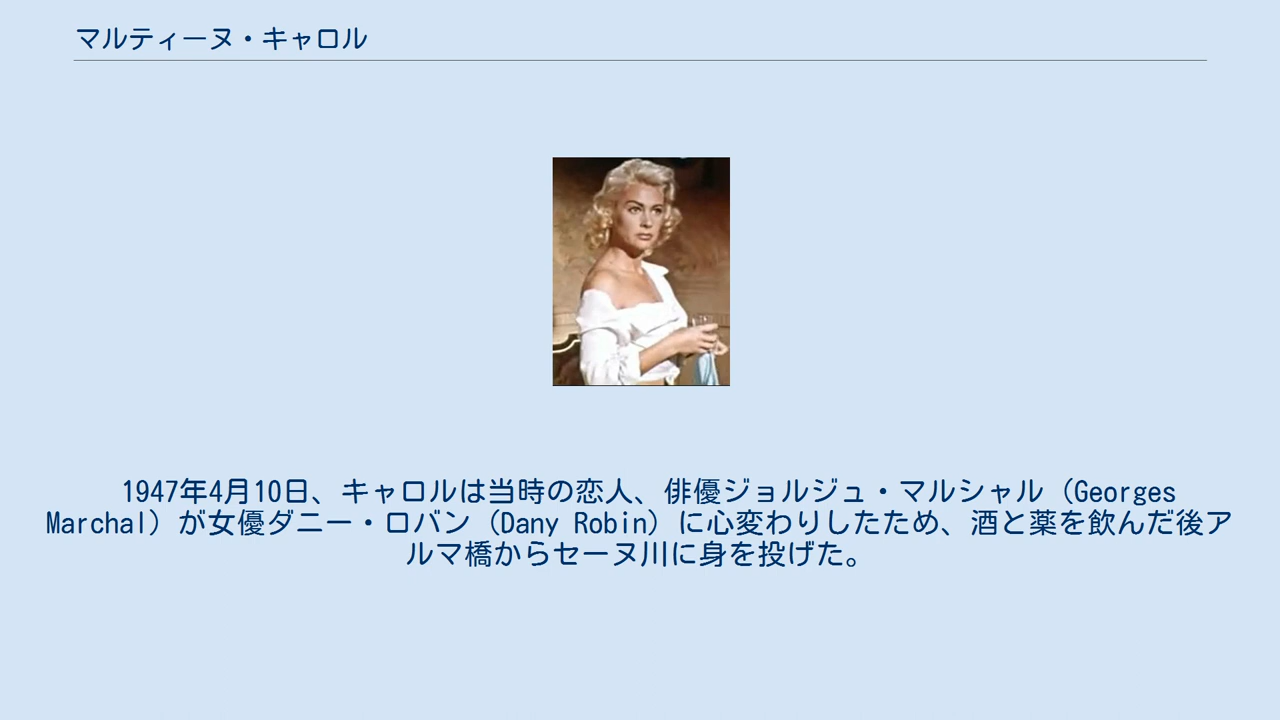 マルティーヌ・キャロル
1947年4月10日、キャロルは当時の恋人、俳優ジョルジュ・マルシャル（Georges
Marchal）が女優ダニー・ロバン（Dany Robin）に心変わりしたため、酒と薬を飲んだ後ア
ルマ橋からセーヌ川に身を投げた。